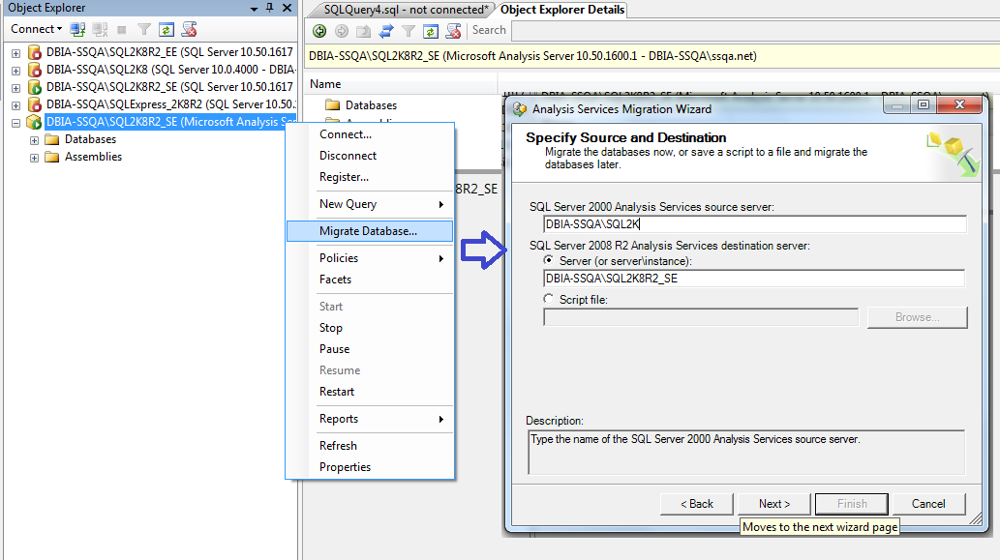 Object Explorer
Connect
DBIA-SSQA\SQL2K8R2_EE (SQL Server 10.50.1617
DBIA-SSQA\SQL2K8 (SQL Server 10.0.4000 - DBIA-
DBIA-SSQA\SQL2K8R2_SE (SQL Server 10.50.1617
DBIA-SSQA\SQLExpress_2K8R2 (SQL Server 10.50.
DBIA-SSQA\SQL2K8R2_SE (Microsoft Analysis Ser
Databases
Assemblies
Connect...
Disconnect
Register...
New Query
Migrate Database...
Policies
Facets
Start
Stop
Pause
Resume
Restart
Reports
Refresh
Properties
SQLQuery4.sql - not connected*
Object Explorer Details
Search
DBIA-SSQA\SQL2K8R2_SE (Microsoft Analysis Server 10.50.1600.1 - DBIA-SSQA\ssqa.net)
Name
Databases
8R2_SE
Analysis Services Migration Wizard
Specify Source and Destination
Migrate the databases now, or save a script to a file and migrate the
databases later.
SQL Server 2000 Analysis Services source server:
DBIA-SSQA\SQL2K
SQL Server 2008 R2 Analysis Services destination server:
Server (or server\instance):
DBIA-SSQA\SQL2K8R2_SE
Script file:
Browse...
Description:
Type the name of the SQL Server 2000 Analysis Services source server.
< Back
Next >
Finish
Cancel
Moves to the next wizard page